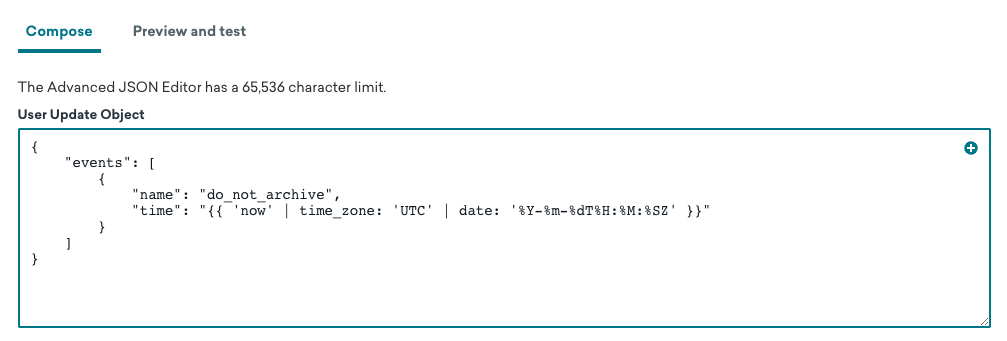 Compose Preview and test
The Advanced JSON Editor has a 65,536 character limit.
User Update Object
{
    "events": [
        {
            "name": "do_not_archive",
            "time": "{{ 'now' | time_zone: 'UTC' | date: '%Y-%m-%dT%H:%M:%SZ' }}"
        }
    ]
}